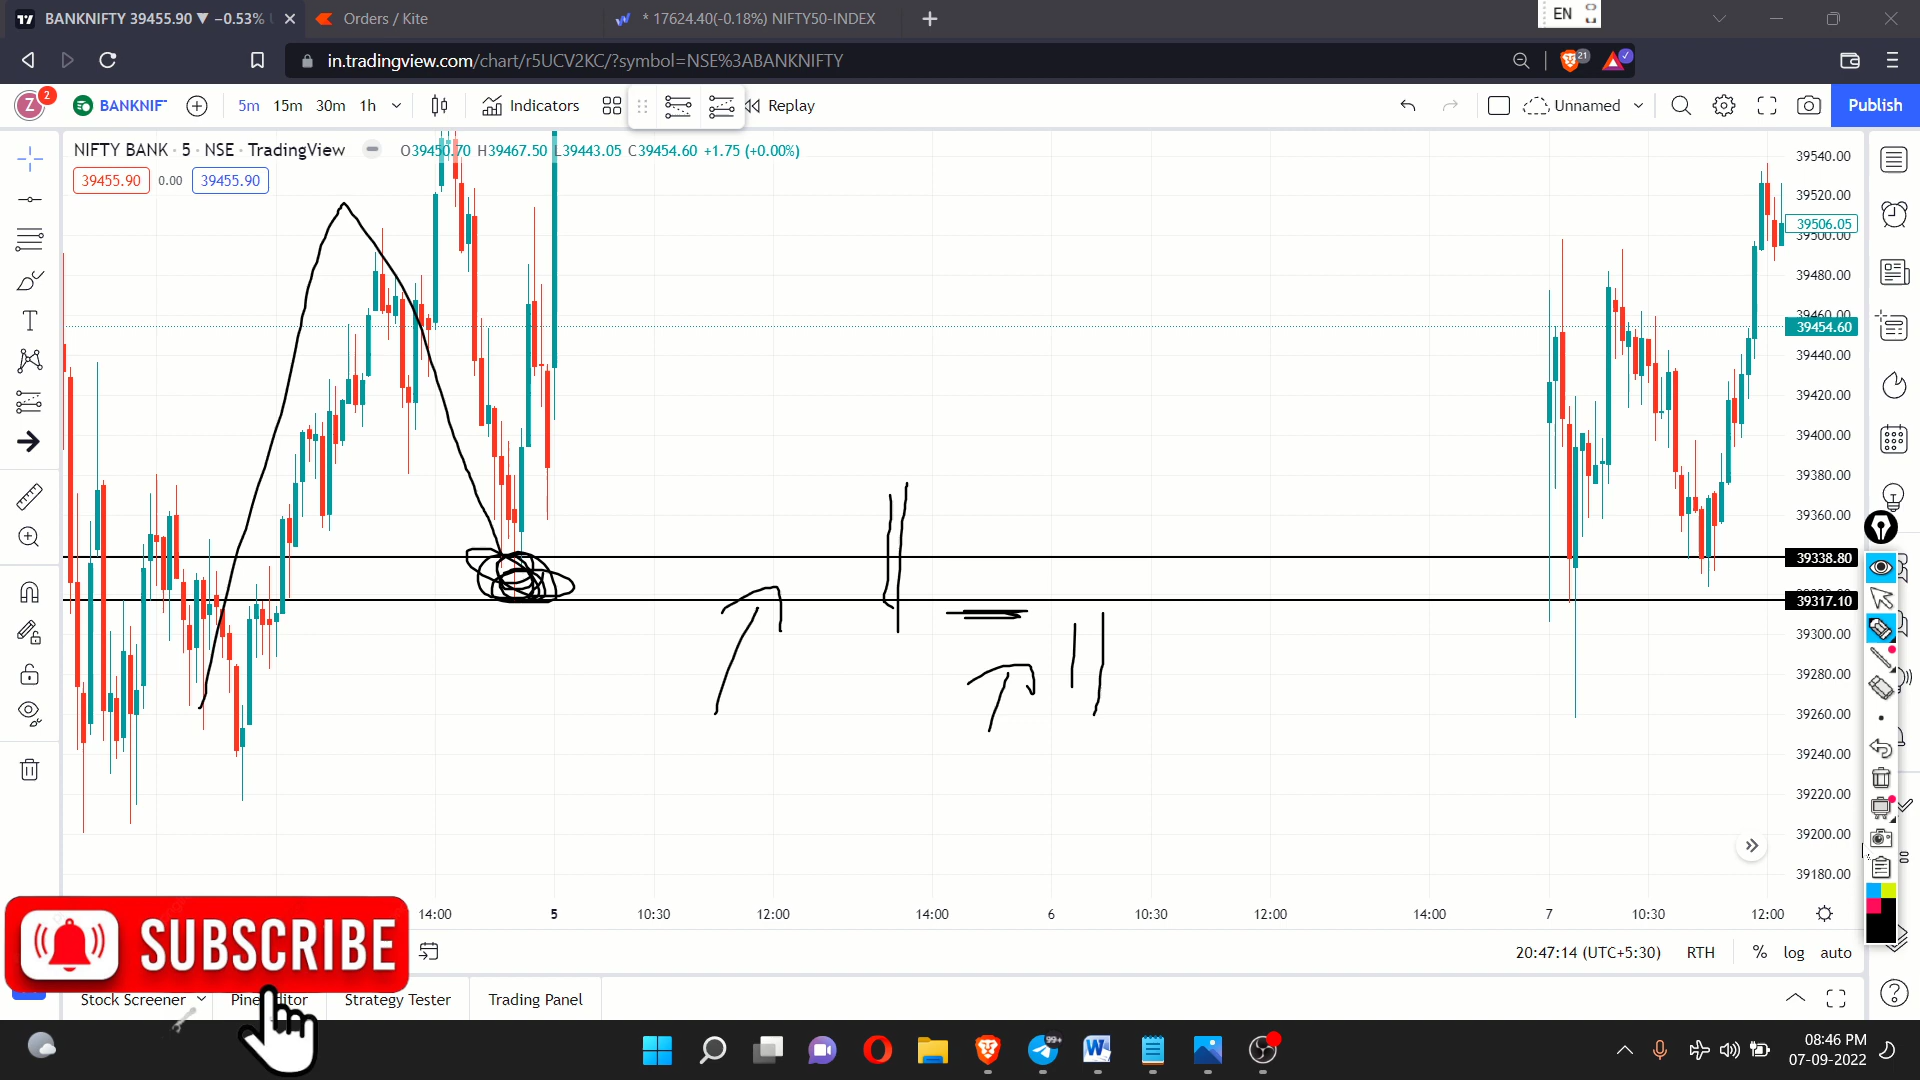 BANKNIFTY 39455.90 ▼ −0.53%
Orders / Kite
* 17624.40(-0.18%) NIFTY50-INDEX
EN
in.tradingview.com/chart/r5UCV2KC/?symbol=NSE%3ABANKNIFTY
21
Z
2
BANKNIF
5m 15m 30m 1h
Indicators
Replay
Unnamed
Publish
NIFTY BANK · 5 · NSE · TradingView
O39450.70 H39467.50 L39443.05 C39454.60 +1.75 (+0.00%)
39455.90 0.00 39455.90
39540.00
39520.00
39506.05
39500.00
39480.00
39460.00
39454.60
39440.00
39420.00
39400.00
39380.00
39360.00
39338.80
39317.10
39300.00
39280.00
39260.00
39240.00
39220.00
39200.00
39180.00
14:00 5 10:30 12:00 14:00 6 10:30 12:00 14:00 7 10:30 12:00
SUBSCRIBE
20:47:14 (UTC+5:30) RTH % log auto
Stock Screener
Strategy Tester
Trading Panel
99+
08:46 PM
07-09-2022